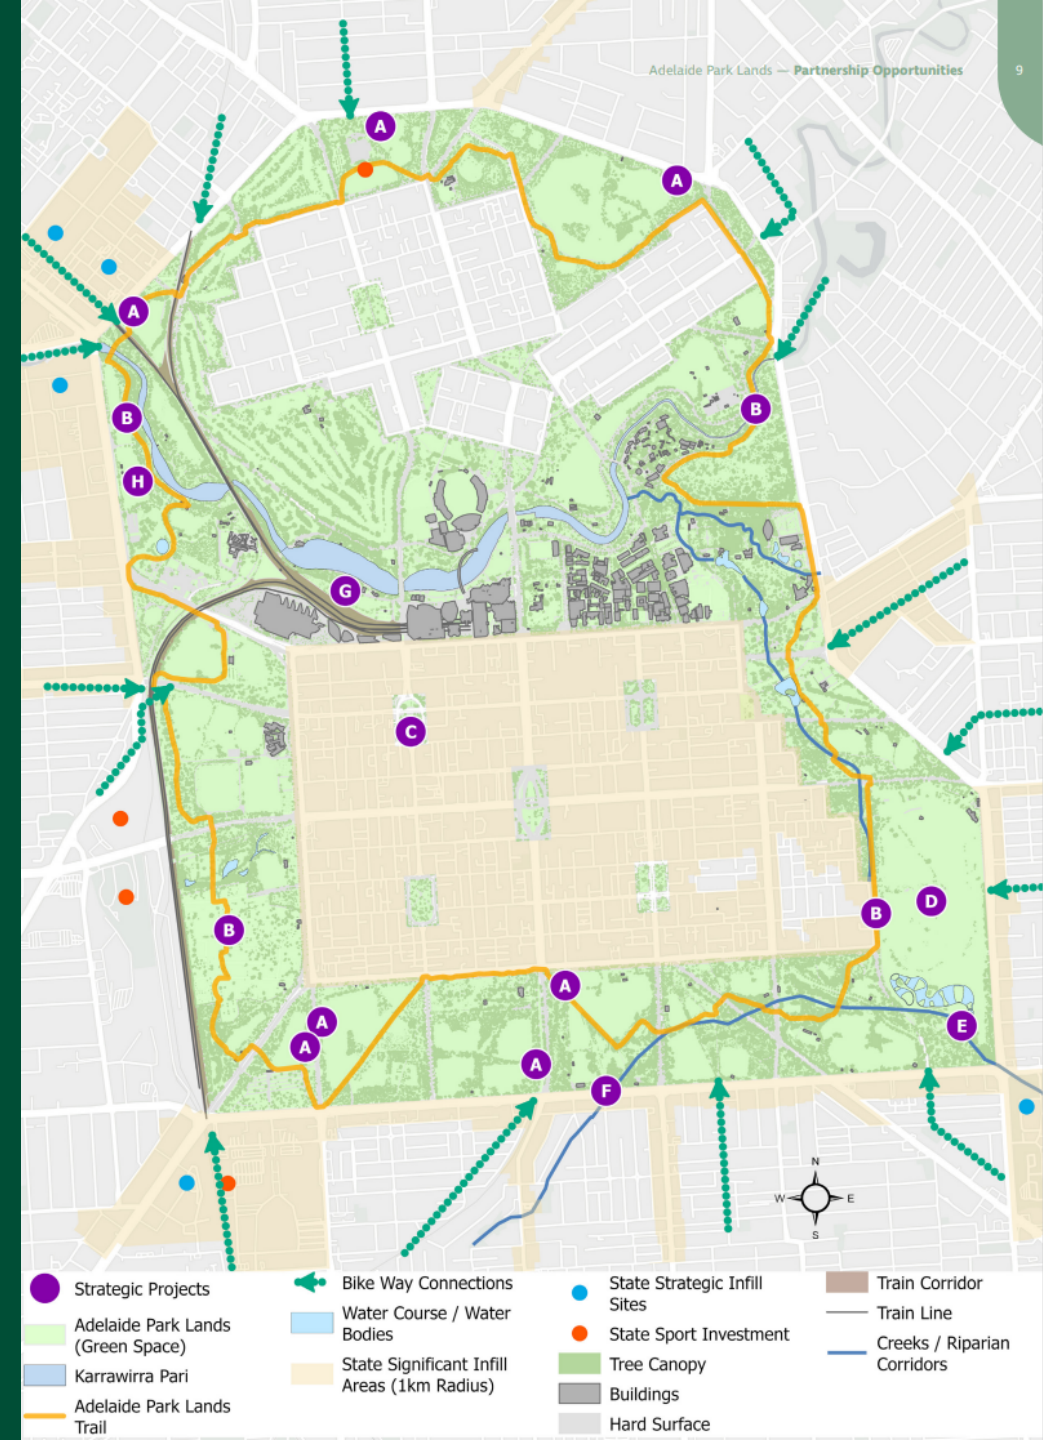 Adelaide Park Lands — Partnership Opportunities
9
A
A
A
B
B
H
G
C
B
D
B
A
A
A
A
E
F
N
W
E
S
Strategic Projects
Adelaide Park Lands
(Green Space)
Karrawirra Pari
Adelaide Park Lands
Trail
Bike Way Connections
Water Course / Water
Bodies
State Significant Infill
Areas (1km Radius)
State Strategic Infill
Sites
State Sport Investment
Tree Canopy
Buildings
Hard Surface
Train Corridor
Train Line
Creeks / Riparian
Corridors